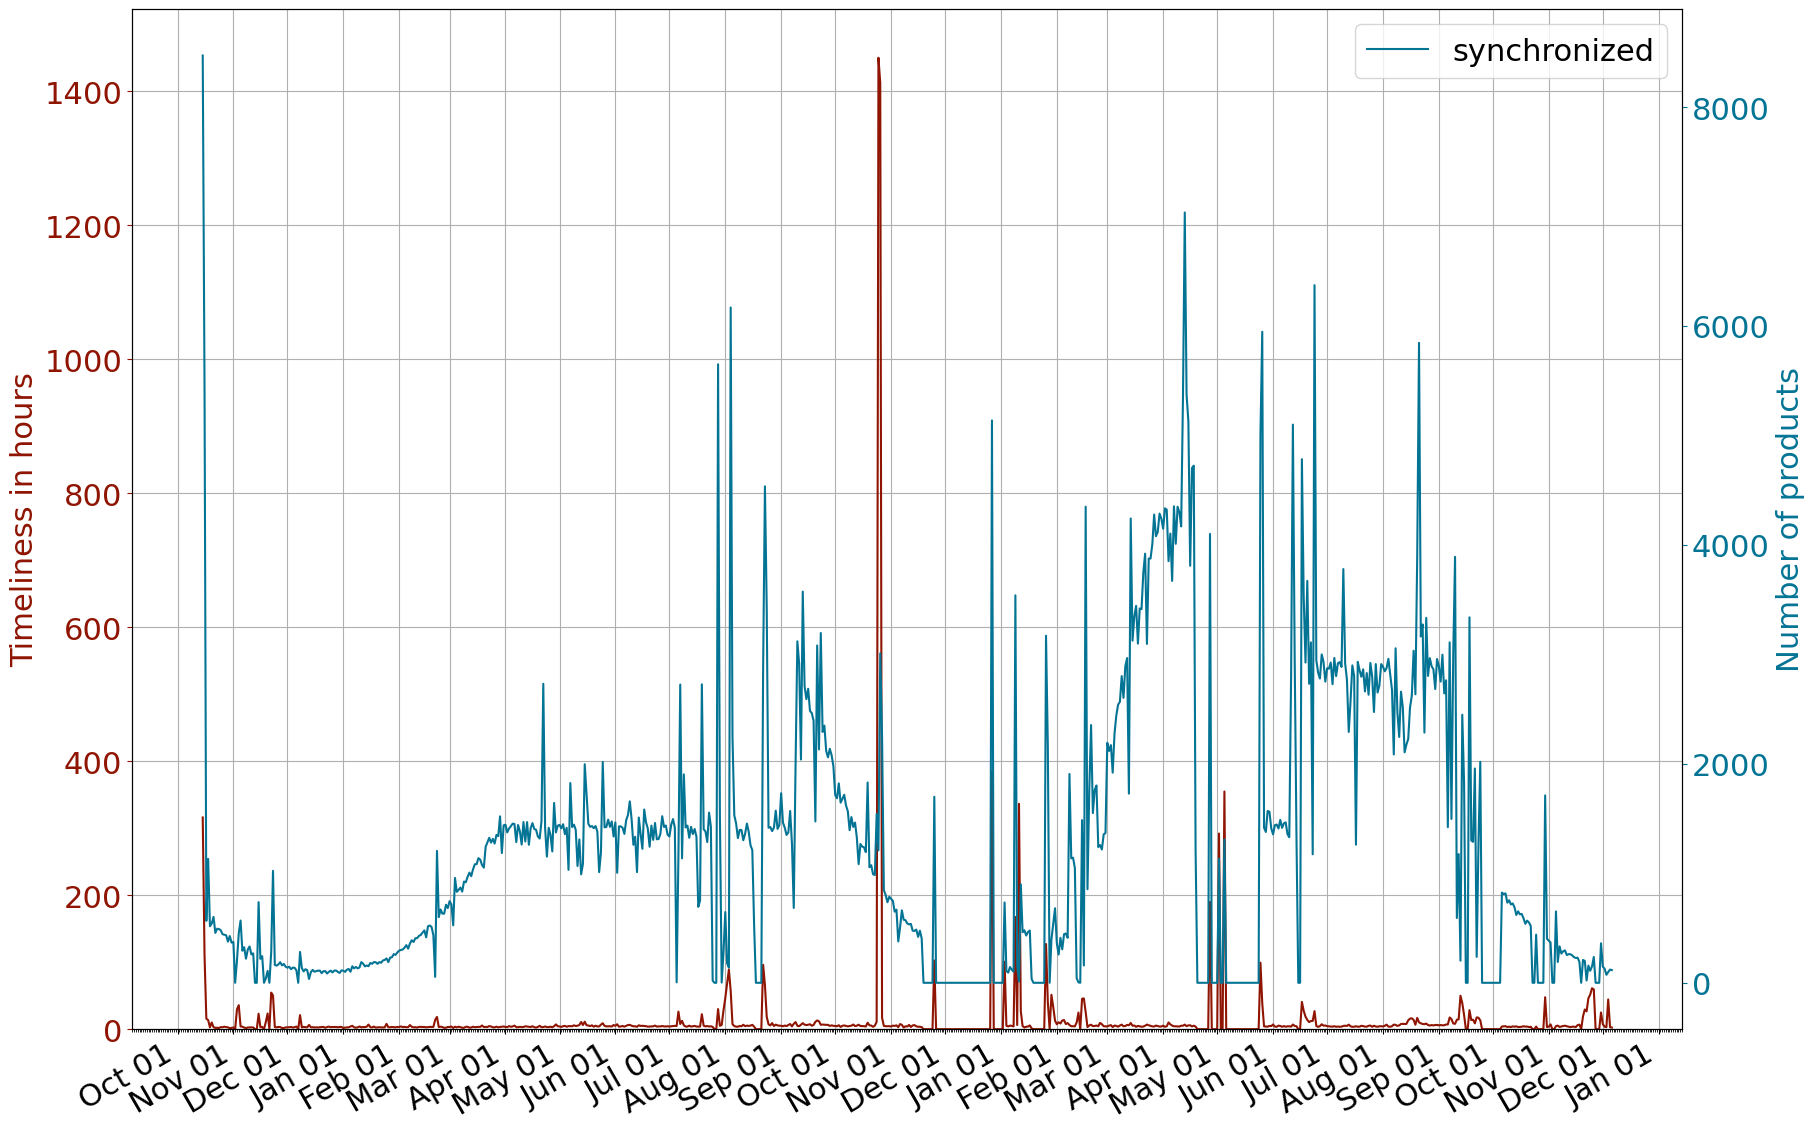 synchronized
1400
1200
1000
800
600
400
200
0
Timeliness in hours
8000
6000
4000
2000
0
Number of products
Oct 01
Nov 01
Dec 01
Jan 01
Feb 01
Mar 01
Apr 01
May 01
Jun 01
Jul 01
Aug 01
Sep 01
Oct 01
Nov 01
Dec 01
Jan 01
Feb 01
Mar 01
Apr 01
May 01
Jun 01
Jul 01
Aug 01
Sep 01
Oct 01
Nov 01
Dec 01
Jan 01